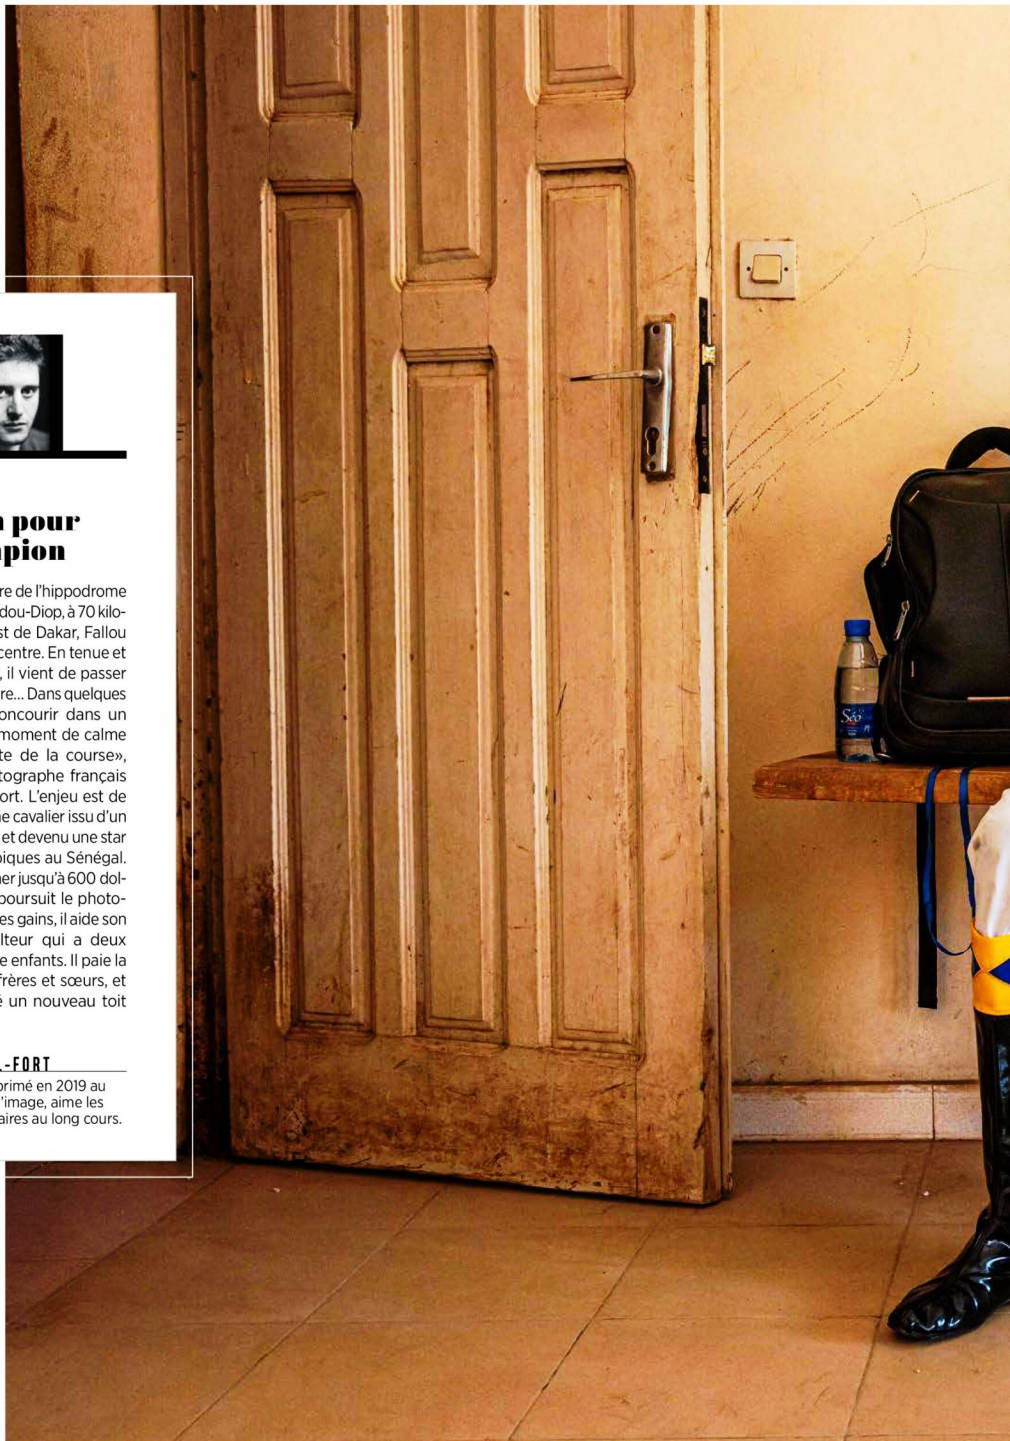 pour
pion
re de l'hippodrome
dou-Diop, à 70 kilo-
st de Dakar, Fallou
centre. En tenue et
, il vient de passer
re... Dans quelques
oncourir dans un
moment de calme
te de la course»,
tographe français
ort. L'enjeu est de
ne cavalier issu d'un
et devenu une star
piques au Sénégal.
ner jusqu'à 600 dol-
poursuit le photo-
es gains, il aide son
lteur qui a deux
e enfants. Il paie la
frères et sœurs, et
é un nouveau toit
L-FORT
primé en 2019 au
l'image, aime les
aires au long cours.
Séo